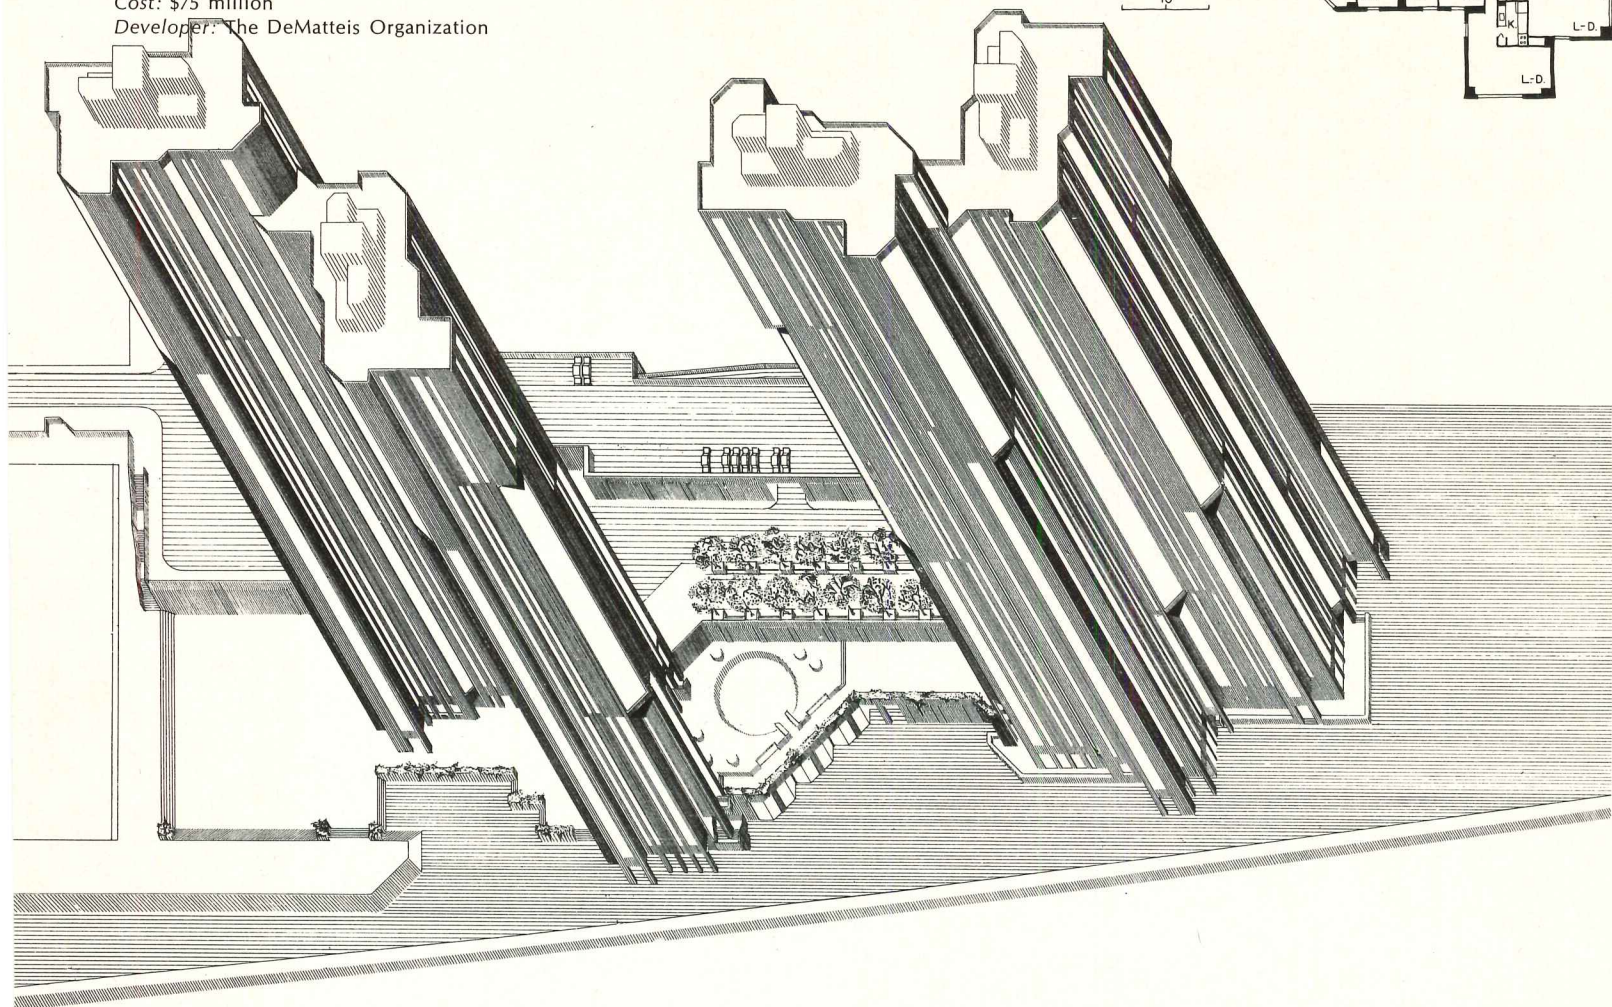 Cost: $75 million
Developer: The DeMatteis Organization
K.
L.-D.
L.-D.